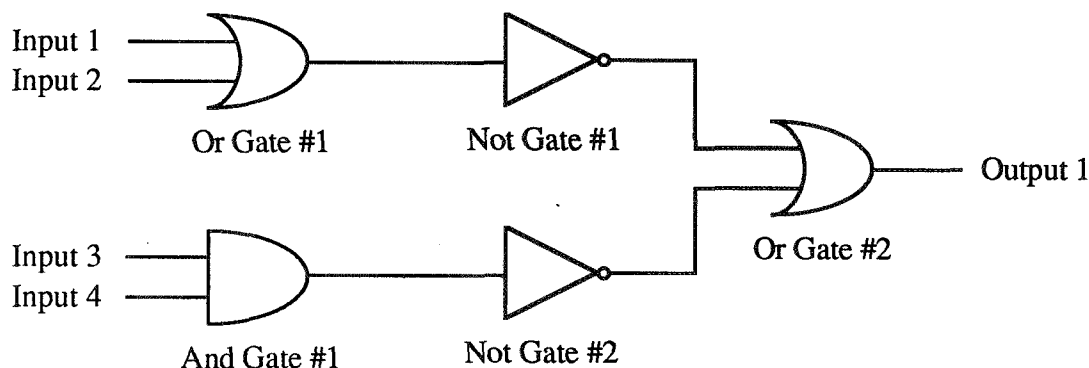 Input 1
Input 2
Or Gate #1
Not Gate #1
Output 1
Or Gate #2
Input 3
Input 4
And Gate #1
Not Gate #2